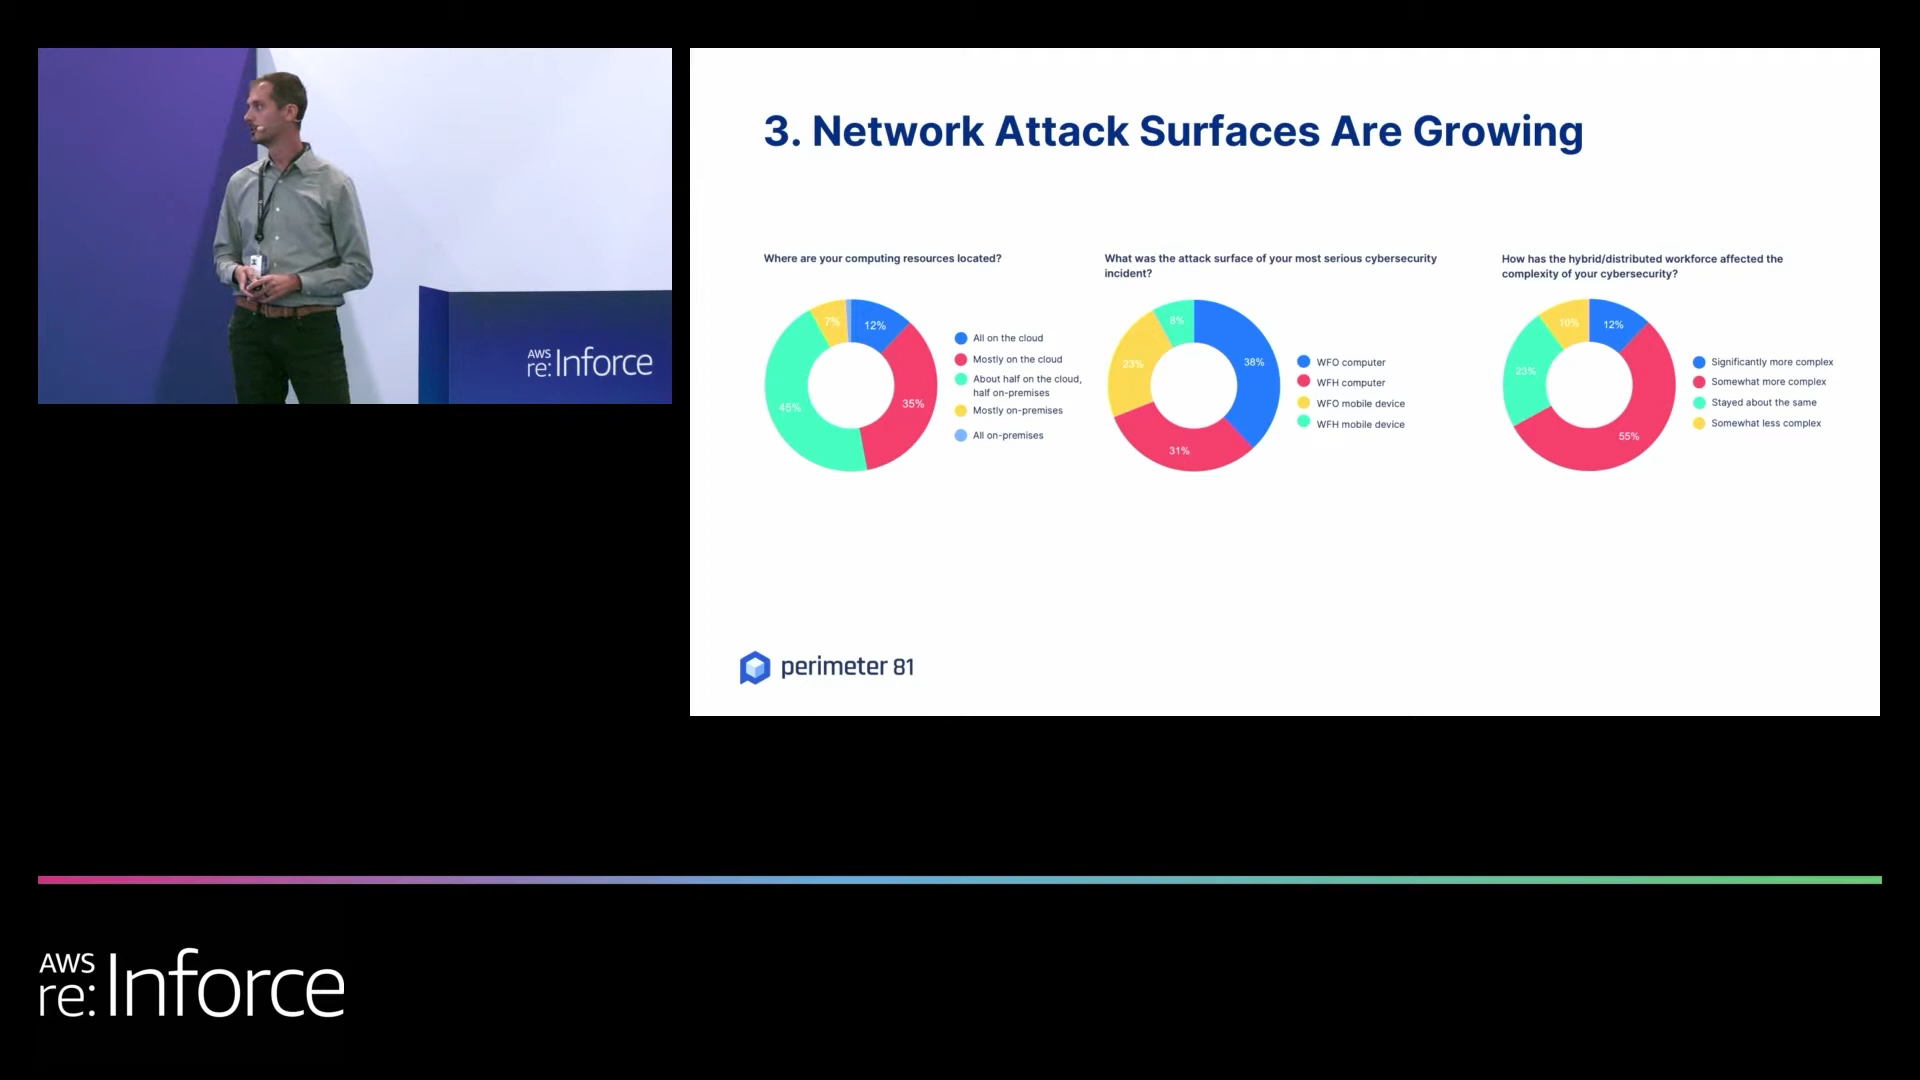 AWS
re:Inforce
3. Network Attack Surfaces Are Growing
Where are your computing resources located?
7%
12%
45%
35%
All on the cloud
Mostly on the cloud
About half on the cloud,
half on-premises
Mostly on-premises
All on-premises
What was the attack surface of your most serious cybersecurity
incident?
8%
38%
23%
31%
WFO computer
WFH computer
WFO mobile device
WFH mobile device
How has the hybrid/distributed workforce affected the
complexity of your cybersecurity?
10%
12%
23%
55%
Significantly more complex
Somewhat more complex
Stayed about the same
Somewhat less complex
perimeter 81
AWS
re:Inforce